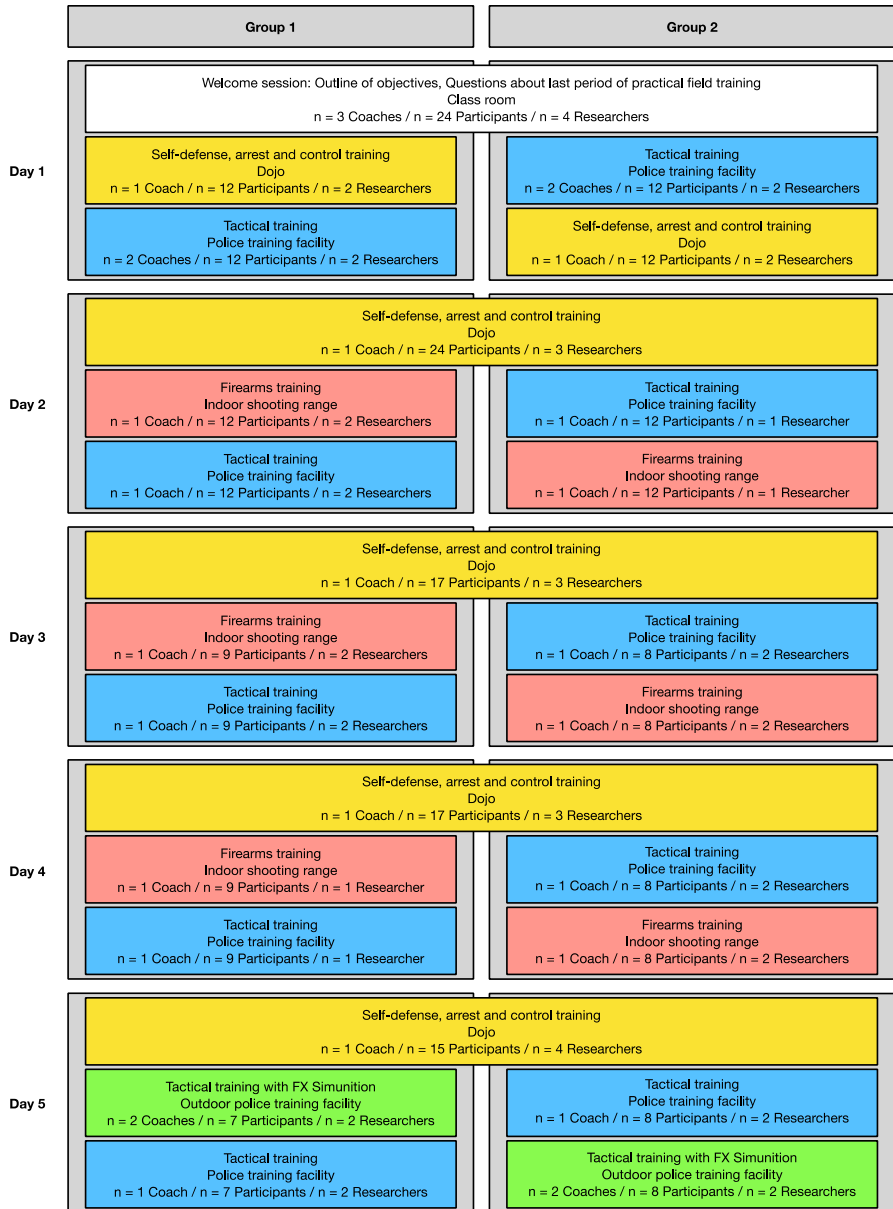 Group 1
Group 2
Day 1
Welcome session: Outline of objectives, Questions about last period of practical field training
Class room
n = 3 Coaches / n = 24 Participants / n = 4 Researchers
Self-defense, arrest and control training
Dojo
n = 1 Coach / n = 12 Participants / n = 2 Researchers
Tactical training
Police training facility
n = 2 Coaches / n = 12 Participants / n = 2 Researchers
Tactical training
Police training facility
n = 2 Coaches / n = 12 Participants / n = 2 Researchers
Self-defense, arrest and control training
Dojo
n = 1 Coach / n = 12 Participants / n = 2 Researchers
Day 2
Self-defense, arrest and control training
Dojo
n = 1 Coach / n = 24 Participants / n = 3 Researchers
Firearms training
Indoor shooting range
n = 1 Coach / n = 12 Participants / n = 2 Researchers
Tactical training
Police training facility
n = 1 Coach / n = 12 Participants / n = 1 Researcher
Tactical training
Police training facility
n = 1 Coach / n = 12 Participants / n = 2 Researchers
Firearms training
Indoor shooting range
n = 1 Coach / n = 12 Participants / n = 1 Researcher
Day 3
Self-defense, arrest and control training
Dojo
n = 1 Coach / n = 17 Participants / n = 3 Researchers
Firearms training
Indoor shooting range
n = 1 Coach / n = 9 Participants / n = 2 Researchers
Tactical training
Police training facility
n = 1 Coach / n = 8 Participants / n = 2 Researchers
Tactical training
Police training facility
n = 1 Coach / n = 9 Participants / n = 2 Researchers
Firearms training
Indoor shooting range
n = 1 Coach / n = 8 Participants / n = 2 Researchers
Day 4
Self-defense, arrest and control training
Dojo
n = 1 Coach / n = 17 Participants / n = 3 Researchers
Firearms training
Indoor shooting range
n = 1 Coach / n = 9 Participants / n = 1 Researcher
Tactical training
Police training facility
n = 1 Coach / n = 8 Participants / n = 2 Researchers
Tactical training
Police training facility
n = 1 Coach / n = 9 Participants / n = 1 Researcher
Firearms training
Indoor shooting range
n = 1 Coach / n = 8 Participants / n = 2 Researchers
Day 5
Self-defense, arrest and control training
Dojo
n = 1 Coach / n = 15 Participants / n = 4 Researchers
Tactical training with FX Simunition
Outdoor police training facility
n = 2 Coaches / n = 7 Participants / n = 2 Researchers
Tactical training
Police training facility
n = 1 Coach / n = 8 Participants / n = 2 Researchers
Tactical training
Police training facility
n = 1 Coach / n = 7 Participants / n = 2 Researchers
Tactical training with FX Simunition
Outdoor police training facility
n = 2 Coaches / n = 8 Participants / n = 2 Researchers